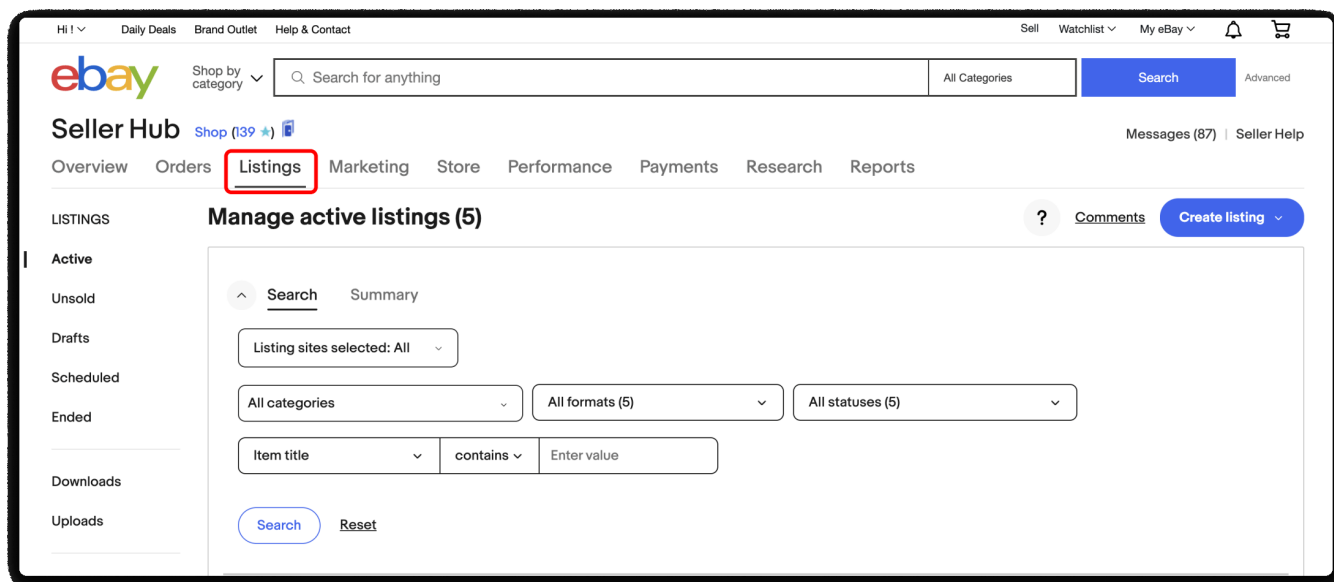 Hi ! Daily Deals Brand Outlet Help & Contact Sell Watchlist My eBay
ebay Shop by category Search for anything All Categories Search Advanced
Seller Hub Shop (139 ★) Messages (87) | Seller Help
Overview Orders Listings Marketing Store Performance Payments Research Reports
LISTINGS Manage active listings (5) ? Comments Create listing
Active
Unsold Search Summary
Drafts Listing sites selected: All
Scheduled
Ended All categories All formats (5) All statuses (5)
Item title contains Enter value
Downloads
Uploads Search Reset